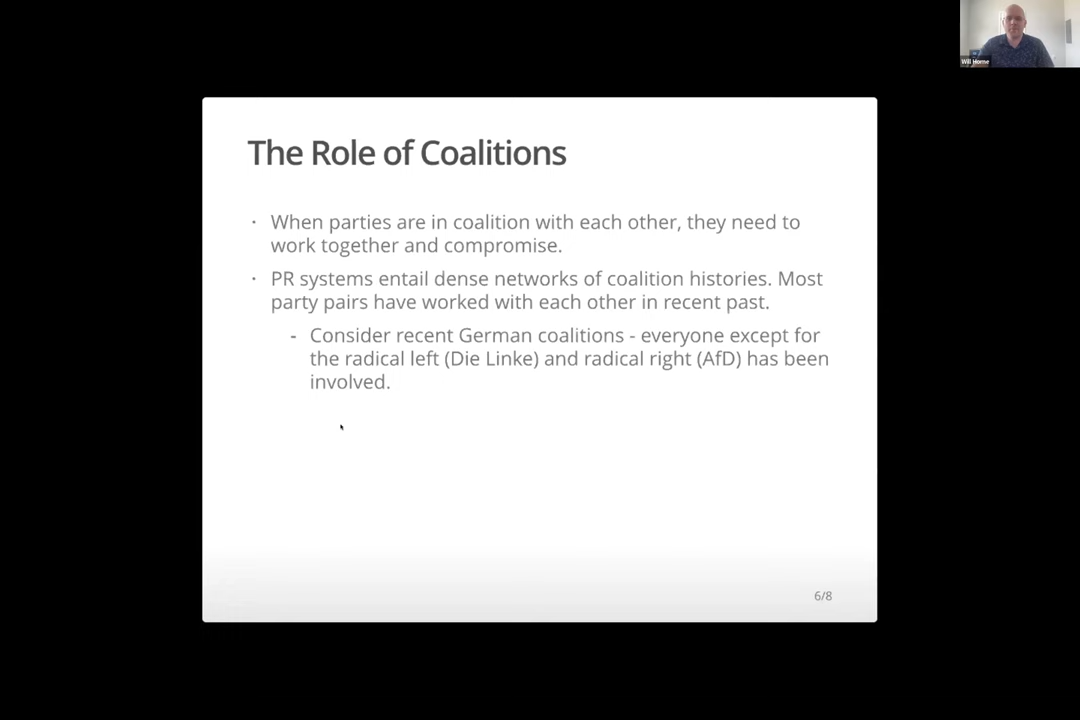 Will Horne
The Role of Coalitions
· When parties are in coalition with each other, they need to
work together and compromise.
· PR systems entail dense networks of coalition histories. Most
party pairs have worked with each other in recent past.
- Consider recent German coalitions - everyone except for
the radical left (Die Linke) and radical right (AfD) has been
involved.
6/8